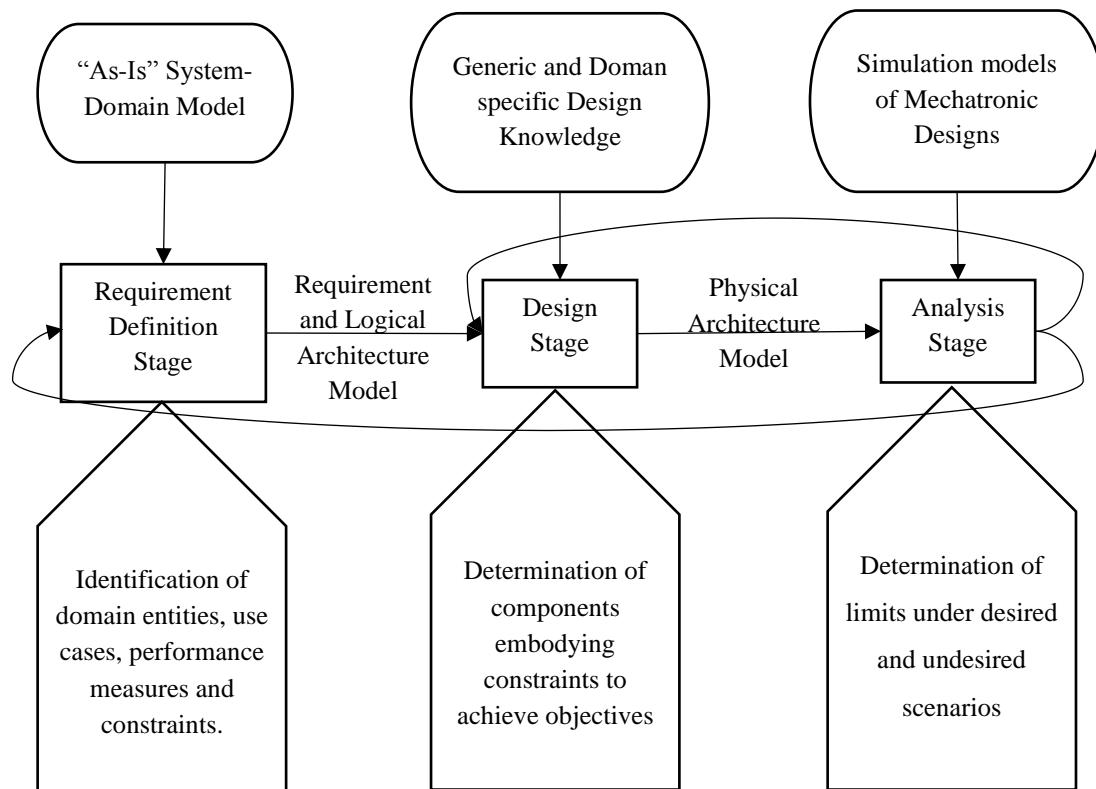 “As-Is” System-
Domain Model
Generic and Doman
specific Design
Knowledge
Simulation models
of Mechatronic
Designs
Requirement
Definition
Stage
Requirement
and Logical
Architecture
Model
Design
Stage
Physical
Architecture
Model
Analysis
Stage
Identification of
domain entities, use
cases, performance
measures and
constraints.
Determination of
components
embodying
constraints to
achieve objectives
Determination of
limits under desired
and undesired
scenarios